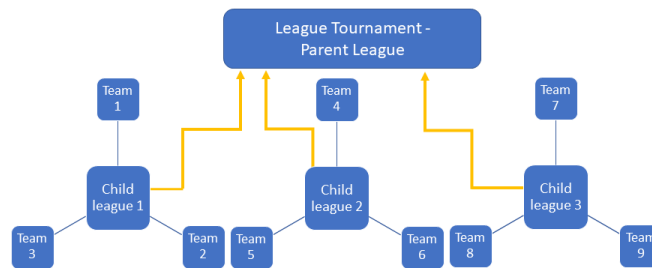 League Tournament -
Parent League
Team
1
Team
4
Team
7
Child
league 1
Child
league 2
Child
league 3
Team
3
Team
2
Team
5
Team
6
Team
8
Team
9